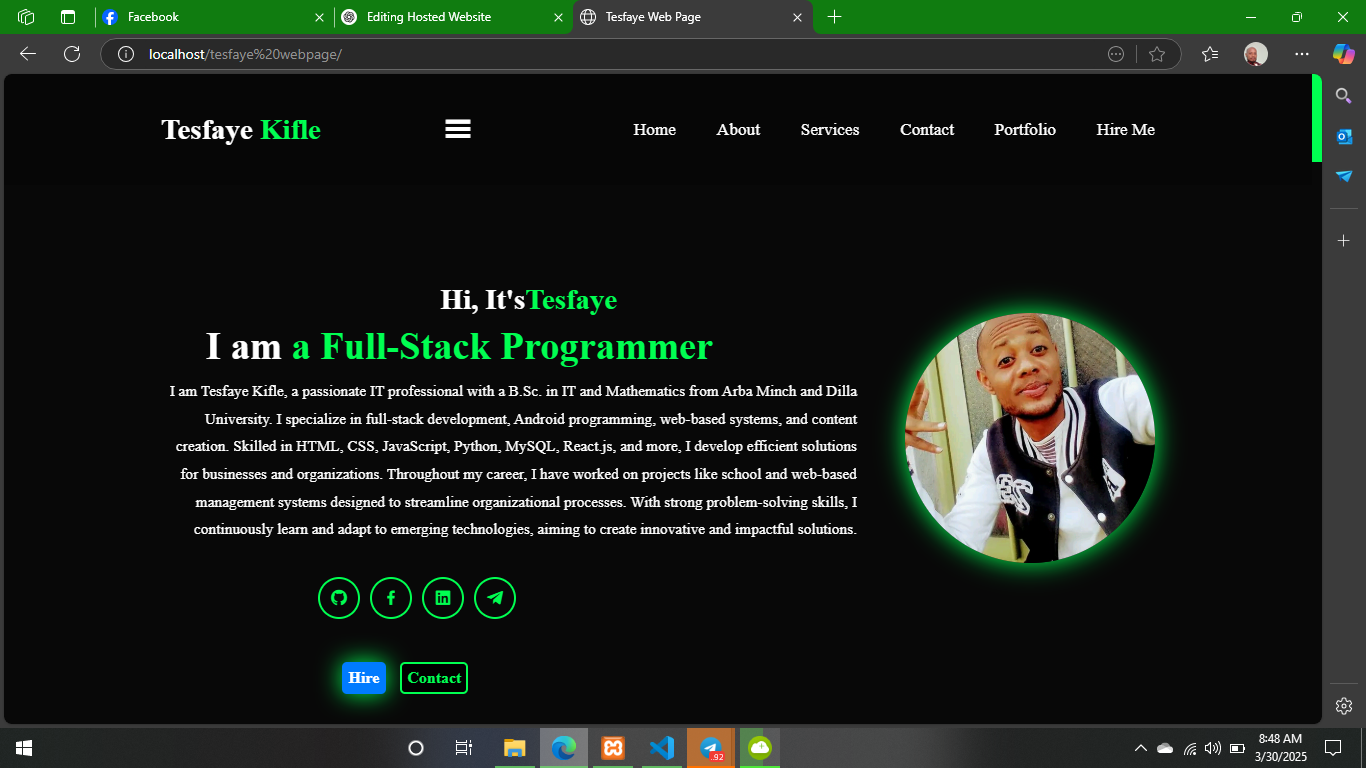 Facebook
Editing Hosted Website
Tesfaye Web Page
localhost/tesfaye%20webpage/
Tesfaye Kifle
Home About Services Contact Portfolio Hire Me
Hi, It'sTesfaye
I am a Full-Stack Programmer
I am Tesfaye Kifle, a passionate IT professional with a B.Sc. in IT and Mathematics from Arba Minch and Dilla
University. I specialize in full-stack development, Android programming, web-based systems, and content
creation. Skilled in HTML, CSS, JavaScript, Python, MySQL, React.js, and more, I develop efficient solutions
for businesses and organizations. Throughout my career, I have worked on projects like school and web-based
management systems designed to streamline organizational processes. With strong problem-solving skills, I
continuously learn and adapt to emerging technologies, aiming to create innovative and impactful solutions.
Hire Contact
.92
8:48 AM
3/30/2025